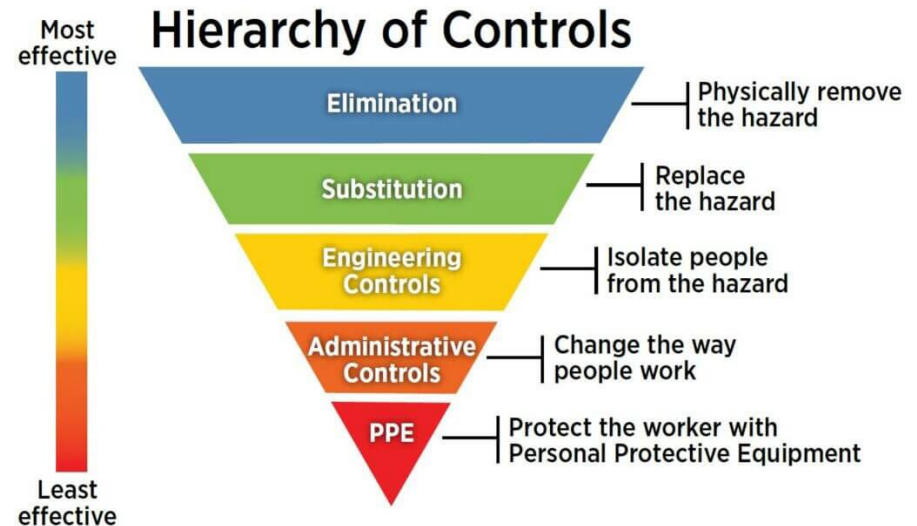 Hierarchy of Controls
Most
effective
Elimination
Physically remove
the hazard
Substitution
Replace
the hazard
Engineering
Controls
Isolate people
from the hazard
Administrative
Controls
Change the way
people work
PPE
Protect the worker with
Personal Protective Equipment
Least
effective